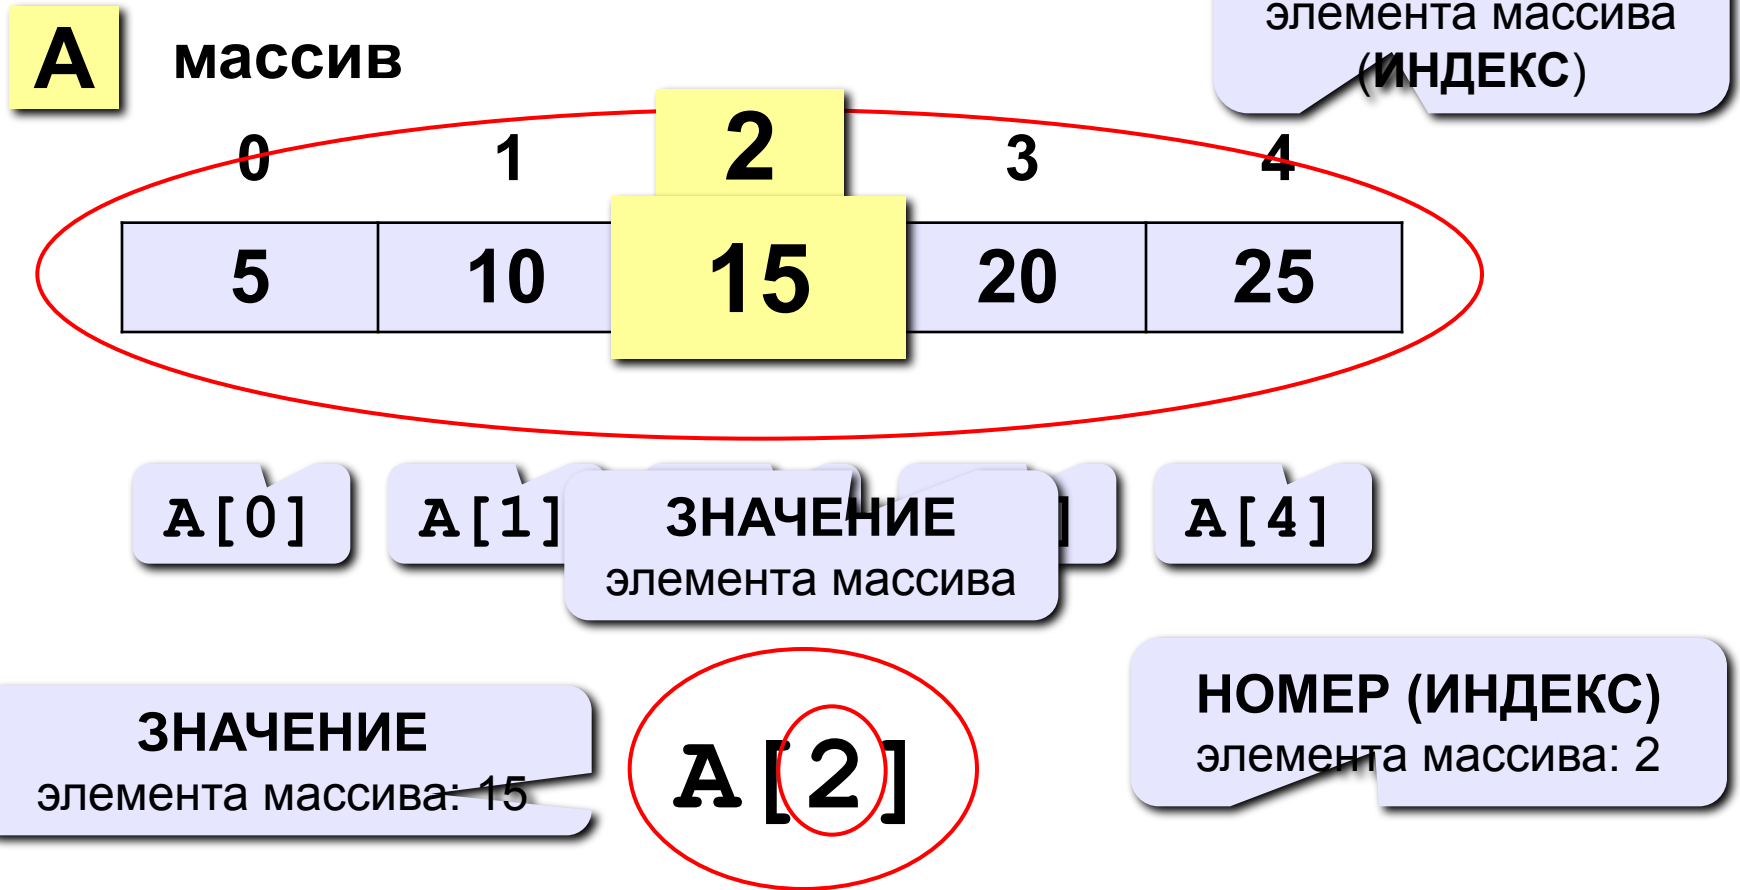 элемента массива
(ИНДЕКС)
A массив
0 1 2 3 4
5 10 15 20 25
A[0] A[1] ] A[4]
ЗНАЧЕНИЕ
элемента массива
ЗНАЧЕНИЕ
элемента массива: 15
A[2]
НОМЕР (ИНДЕКС)
элемента массива: 2